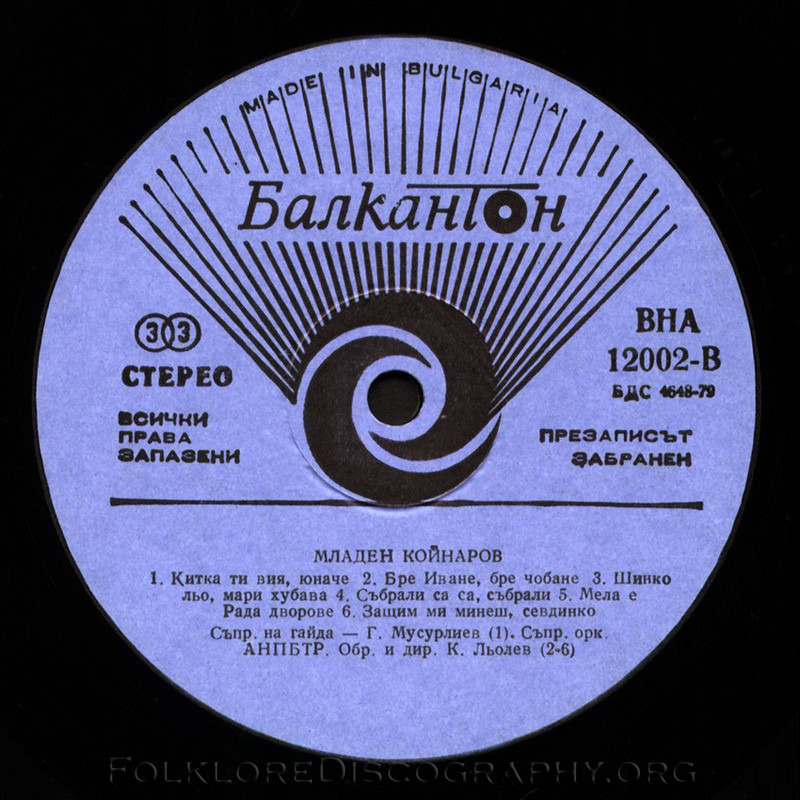 MADE IN BULGARIA
Балкантон
33
СТЕРЕО
ВСИЧКИ
ПРАВА
ЗАПАЗЕНИ
ВНА
12002-В
БДС 4648-79
ПРЕЗАПИСЪТ
ЗАБРАНЕН
МЛАДЕН КОЙНАРОВ
1. Китка ти вия, юначе 2. Бре Иване, бре чобане 3. Шинко
льо, мари хубава 4. Събрали са са, събрали 5. Мела е
Рада дворове 6. Защим ми минеш, севдинко
Съпр. на гайда — Г. Мусурлиев (1). Съпр. орк.
АНПБТР. Обр. и дир. К. Льолев (2-6)
FolkloreDiscography.org